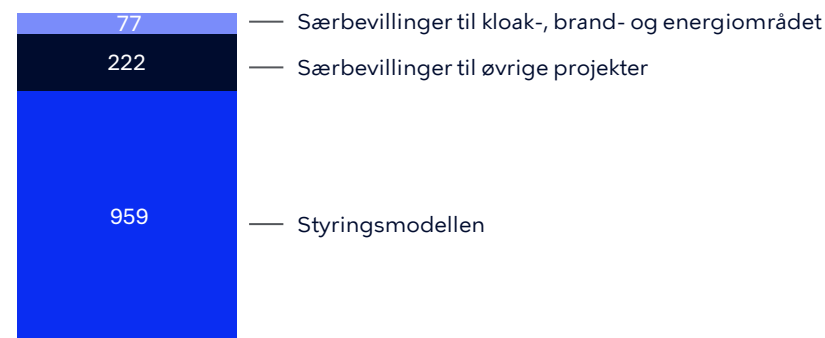 77 Særbevillinger til kloak-, brand- og energiområdet
222 Særbevillinger til øvrige projekter
959 Styringsmodellen